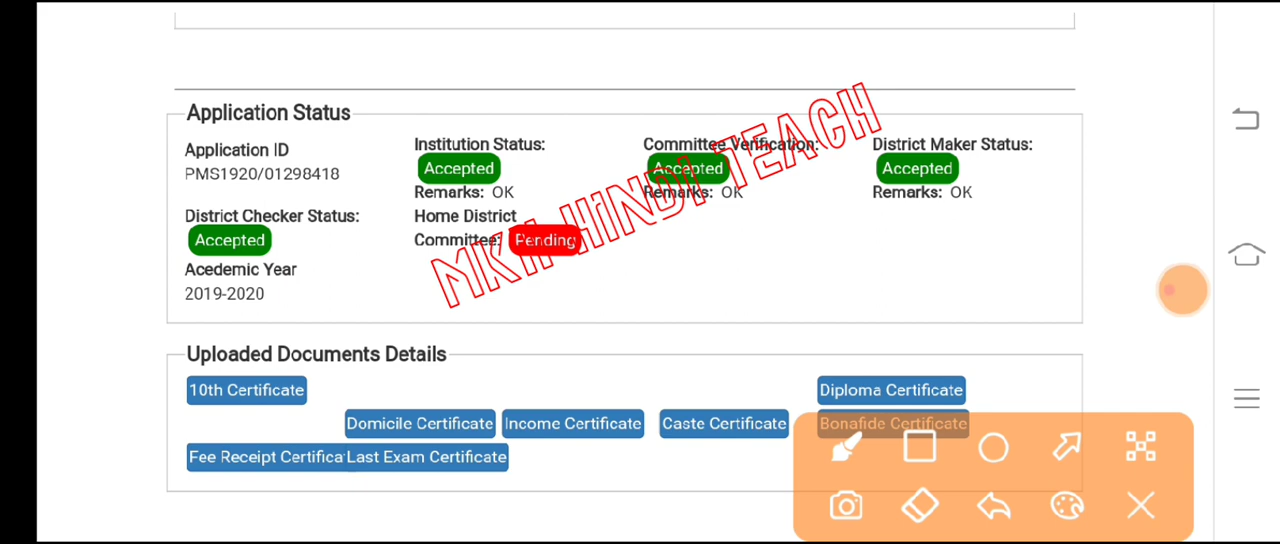 Application Status
Application ID
PMS1920/01298418
Institution Status:
Accepted
Remarks: OK
Committee Verification:
Accepted
Remarks: OK
District Maker Status:
Accepted
Remarks: OK
District Checker Status:
Accepted
Home District
Committee: Pending
Acedemic Year
2019-2020
MKM HINDI TEACH
Uploaded Documents Details
10th Certificate
Diploma Certificate
Domicile Certificate
Income Certificate
Caste Certificate
Bonafide Certificate
Fee Receipt Certifica
Last Exam Certificate